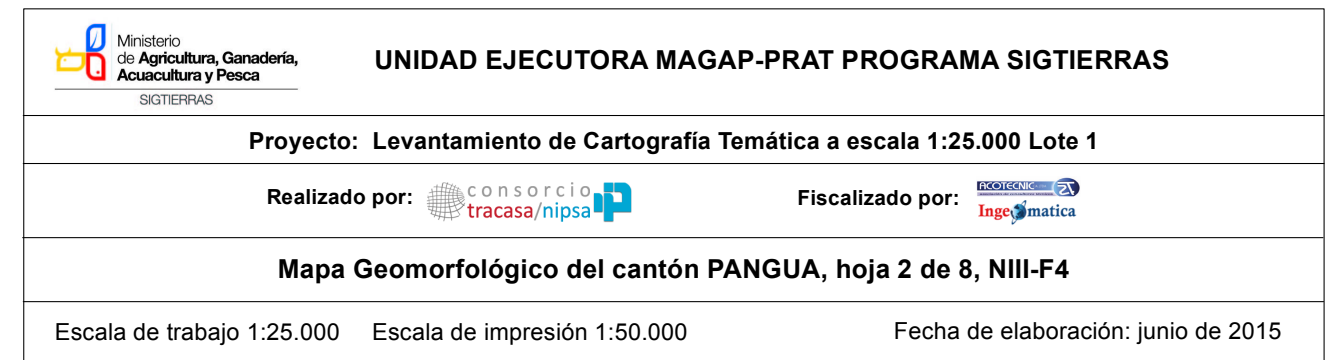 Ministerio
de Agricultura, Ganadería,
Acuacultura y Pesca
SIGTIERRAS
UNIDAD EJECUTORA MAGAP-PRAT PROGRAMA SIGTIERRAS
Proyecto: Levantamiento de Cartografía Temática a escala 1:25.000 Lote 1
Realizado por: consorcio tracasa/nipsa Fiscalizado por: ACOTECNIC Ingeomatica
Mapa Geomorfológico del cantón PANGUA, hoja 2 de 8, NIII-F4
Escala de trabajo 1:25.000 Escala de impresión 1:50.000 Fecha de elaboración: junio de 2015